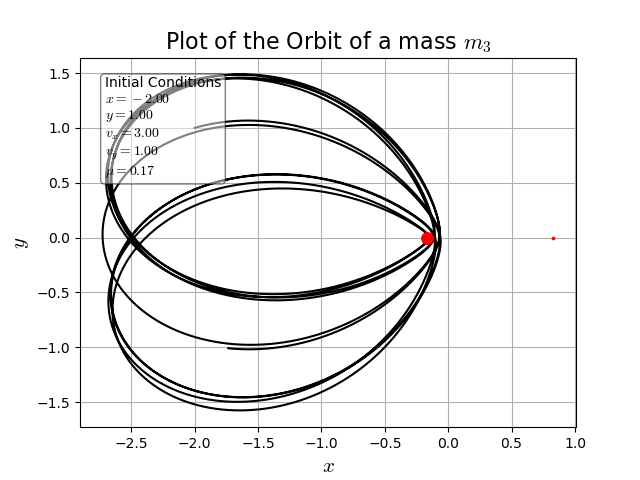 Plot of the Orbit of a mass m₃
Initial Conditions
x = −2.00
y = 1.00
vₓ = 3.00
v_y = 1.00
μ = 0.17
1.5
1.0
0.5
0.0
−0.5
−1.0
−1.5
y
−2.5 −2.0 −1.5 −1.0 −0.5 0.0 0.5 1.0
x